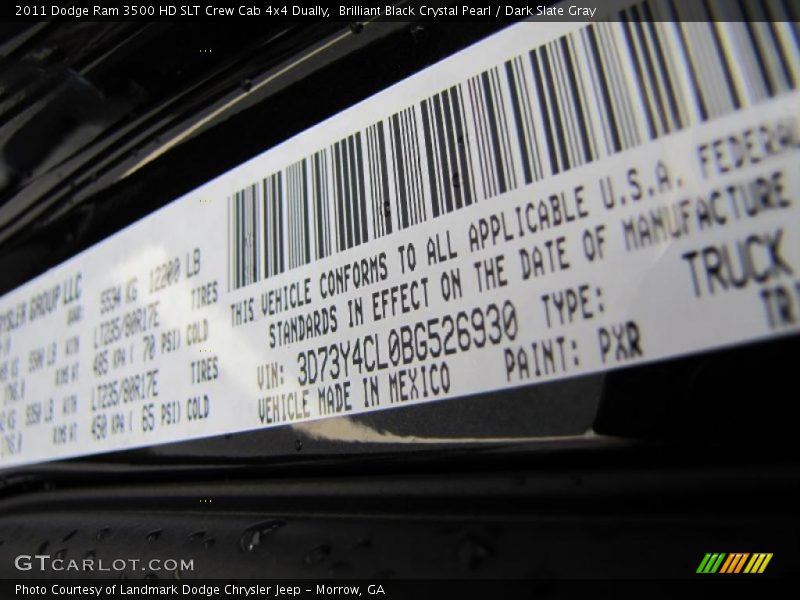 2011 Dodge Ram 3500 HD SLT Crew Cab 4x4 Dually,  Brilliant Black Crystal Pearl / Dark Slate Gray
GROUP LLC
5534 KG 12200 LB
TIRES
LT235/80R17E
485 KPA ( 70 PSI) COLD
TIRES
LT235/80R17E
450 KPA ( 65 PSI) COLD
THIS VEHICLE CONFORMS TO ALL APPLICABLE U.S.A. FEDERAL
STANDARDS IN EFFECT ON THE DATE OF MANUFACTURE
VIN: 3D73Y4CL0BG526930 TYPE: TRUCK
VEHICLE MADE IN MEXICO PAINT: PXR
GTCARLOT.COM
Photo Courtesy of Landmark Dodge Chrysler Jeep - Morrow, GA